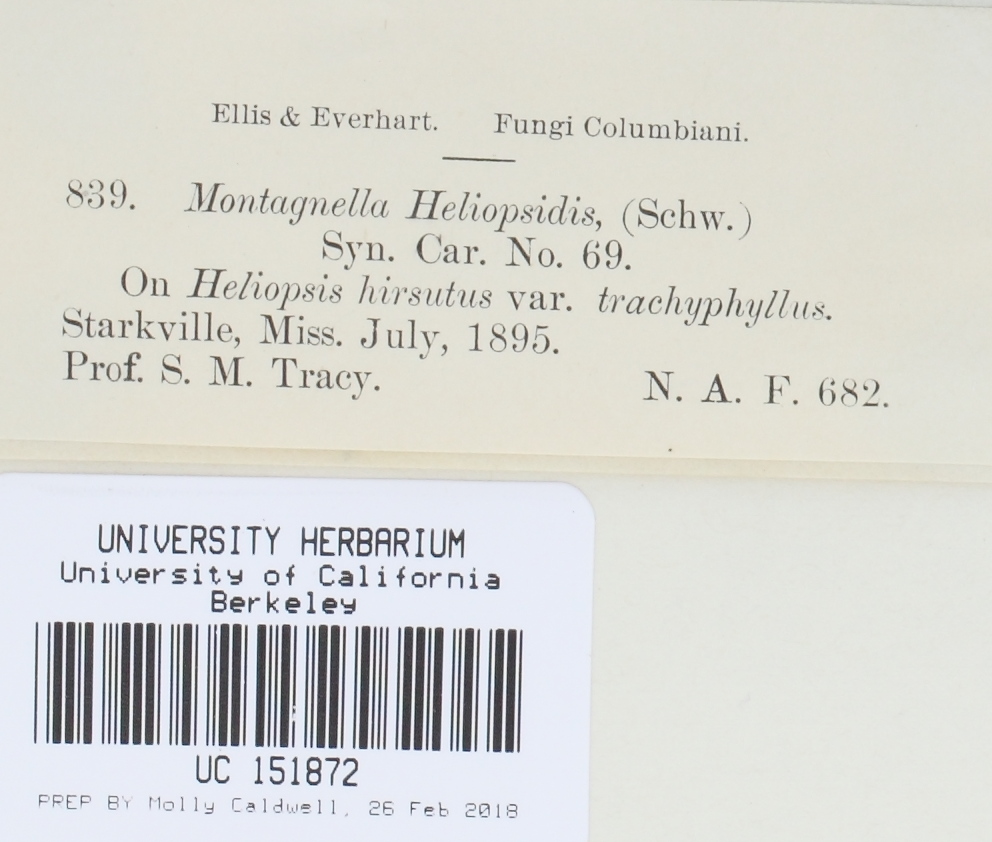 Ellis & Everhart. Fungi Columbiani.
839. Montagnella Heliopsidis, (Schw.)
Syn. Car. No. 69.
On Heliopsis hirsutus var. trachyphyllus.
Starkville, Miss. July, 1895.
Prof. S. M. Tracy. N. A. F. 682.
UNIVERSITY HERBARIUM
University of California
Berkeley
UC 151872
PREP BY Molly Caldwell, 26 Feb 2018